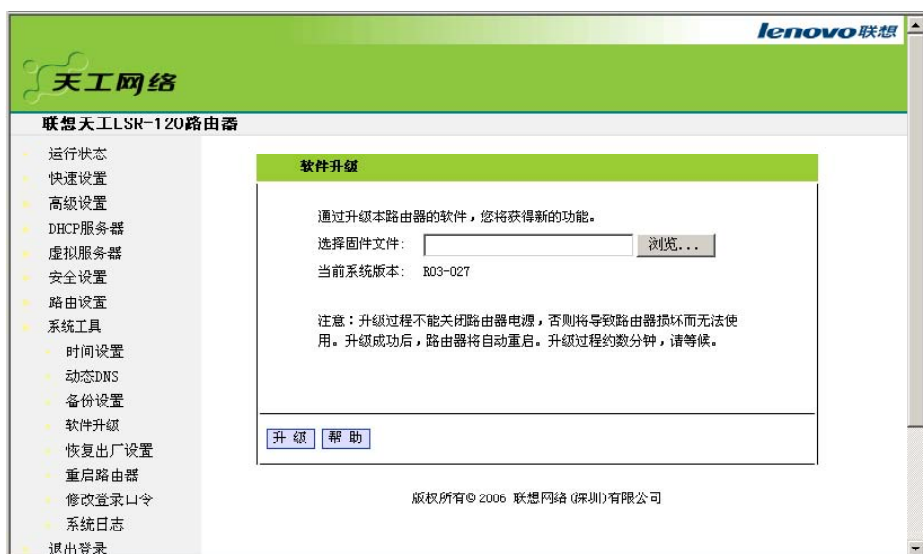 lenovo联想
天工网络
联想天工LSR-120路由器
运行状态
快速设置
高级设置
DHCP服务器
虚拟服务器
安全设置
路由设置
系统工具
时间设置
动态DNS
备份设置
软件升级
恢复出厂设置
重启路由器
修改登录口令
系统日志
退出登录
软件升级
通过升级本路由器的软件，您将获得新的功能。
选择固件文件: 浏览...
当前系统版本: R03-027
注意：升级过程不能关闭路由器电源，否则将导致路由器损坏而无法使
用。升级成功后，路由器将自动重启。升级过程约数分钟，请等候。
升 级 帮 助
版权所有© 2006 联想网络(深圳)有限公司